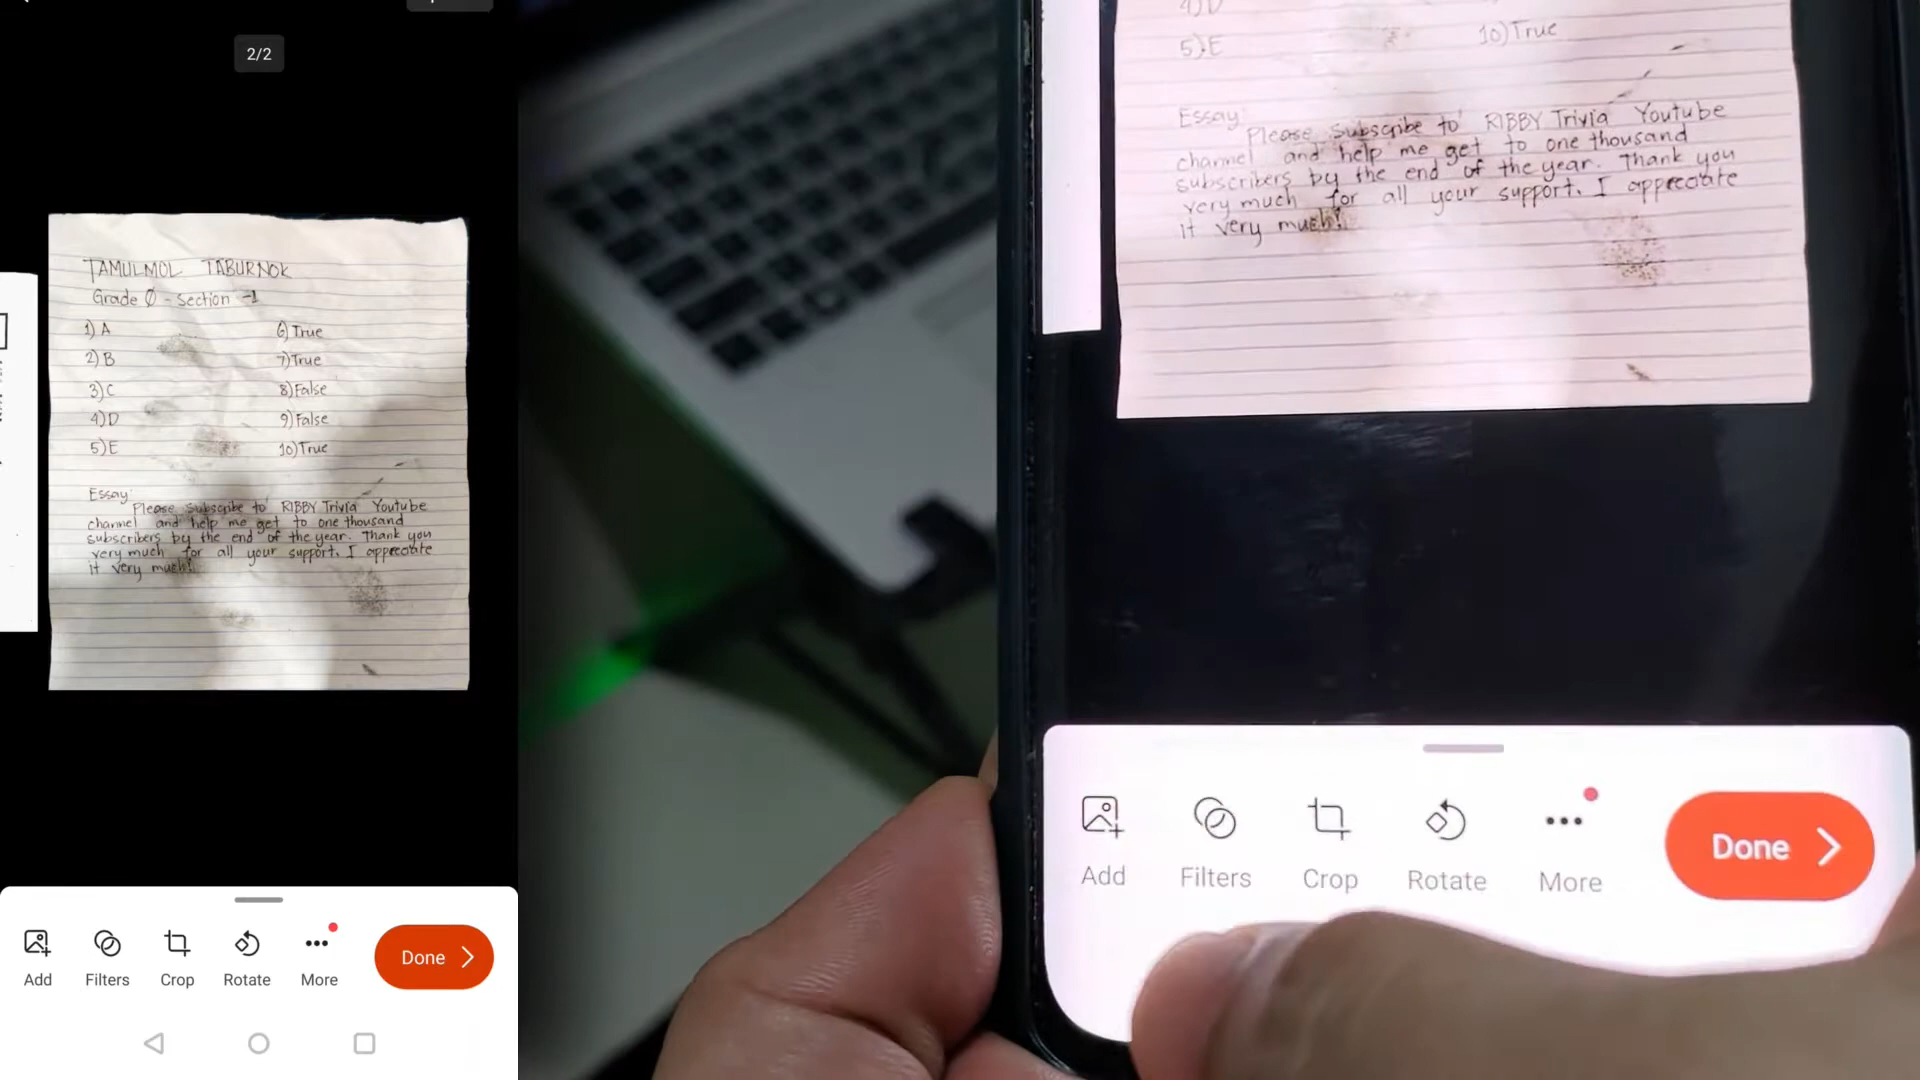 2/2
TAMULMOL TABURNOK
Grade 0 - Section -1
1) A
2) B
3) C
4) D
5) E
6) True
7) True
8) False
9) False
10) True
Essay:
Please Subscribe to RIBBY Trivia Youtube
channel and help me get to one thousand
subscribers by the end of the year. Thank you
very much for all your support. I appreciate
it very much!
Add
Filters
Crop
Rotate
More
Done
4) D
5) E
10) True
Essay:
Please Subscribe to RIBBY Trivia Youtube
channel and help me get to one thousand
subscribers by the end of the year. Thank you
very much for all your support. I appreciate
it very much!
Add
Filters
Crop
Rotate
More
Done